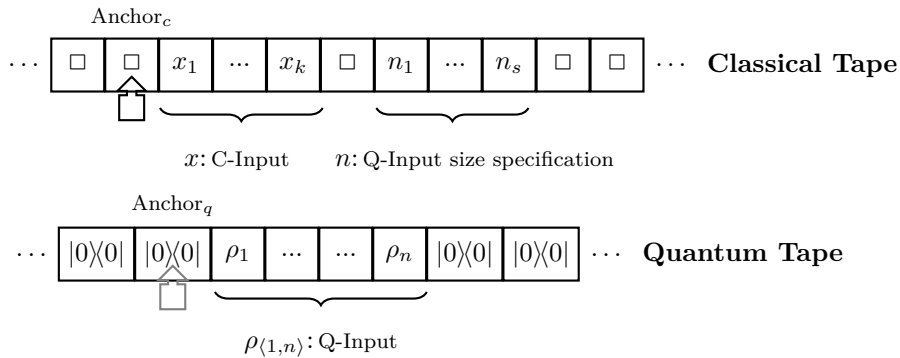 Anchor_c
⋯ □ □ x_1 ... x_k □ n_1 ... n_s □ □ ⋯ Classical Tape
x: C-Input n: Q-Input size specification
Anchor_q
⋯ |0⟩⟨0| |0⟩⟨0| ρ_1 ... ... ρ_n |0⟩⟨0| |0⟩⟨0| ⋯ Quantum Tape
ρ_{⟨1,n⟩}: Q-Input